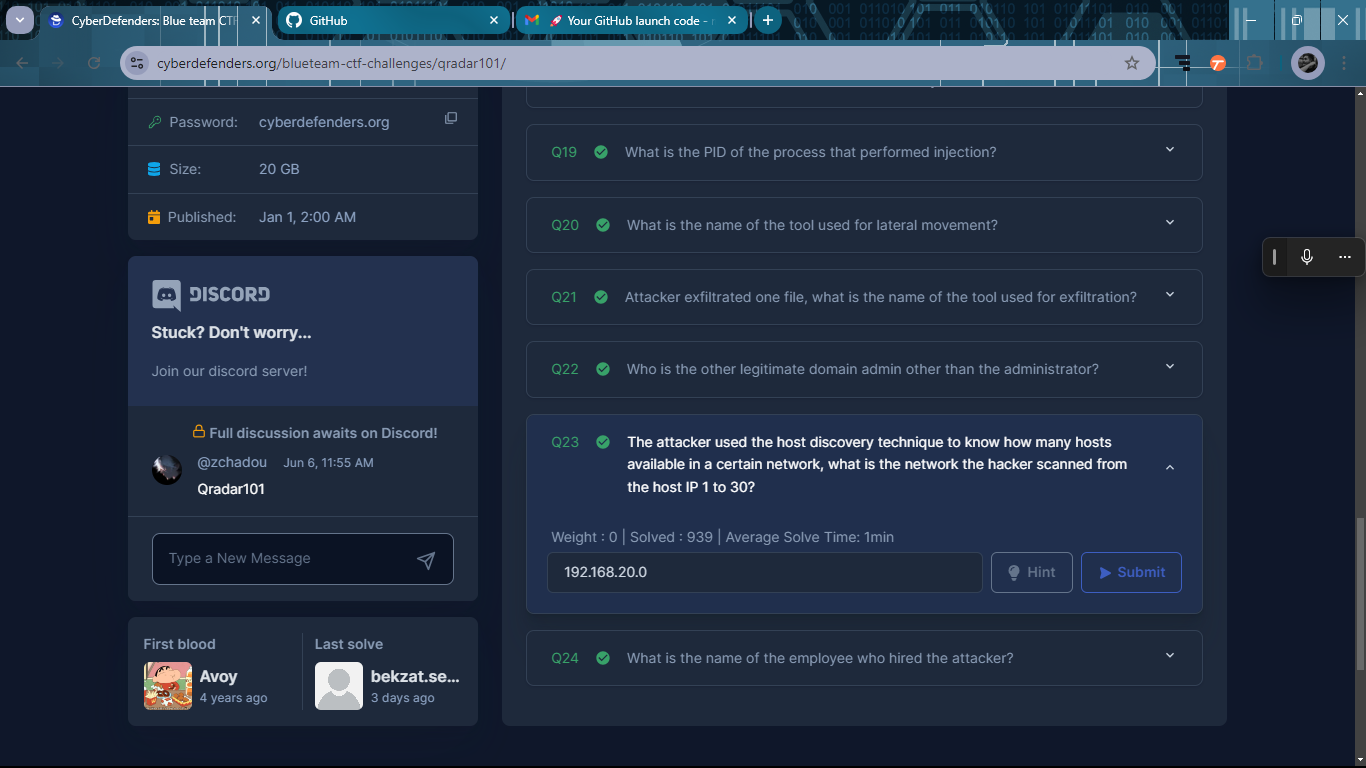 CyberDefenders: Blue team CTF
GitHub
Your GitHub launch code -
cyberdefenders.org/blueteam-ctf-challenges/qradar101/
Password: cyberdefenders.org
Size: 20 GB
Published: Jan 1, 2:00 AM
DISCORD
Stuck? Don't worry...
Join our discord server!
Full discussion awaits on Discord!
@zchadou Jun 6, 11:55 AM
Qradar101
Type a New Message
First blood
Avoy
4 years ago
Last solve
bekzat.se...
3 days ago
Q19 What is the PID of the process that performed injection?
Q20 What is the name of the tool used for lateral movement?
Q21 Attacker exfiltrated one file, what is the name of the tool used for exfiltration?
Q22 Who is the other legitimate domain admin other than the administrator?
Q23 The attacker used the host discovery technique to know how many hosts
available in a certain network, what is the network the hacker scanned from
the host IP 1 to 30?
Weight : 0 | Solved : 939 | Average Solve Time: 1min
192.168.20.0
Hint
Submit
Q24 What is the name of the employee who hired the attacker?